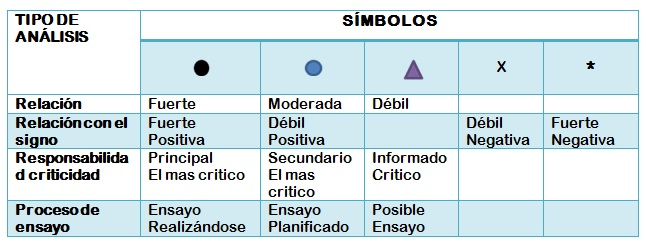 TIPO DE ANÁLISIS
SÍMBOLOS
X
*
Relación
Fuerte
Moderada
Débil
Relación con el signo
Fuerte Positiva
Débil Positiva
Débil Negativa
Fuerte Negativa
Responsabilida d criticidad
Principal El mas critico
Secundario El mas critico
Informado Critico
Proceso de ensayo
Ensayo Realizándose
Ensayo Planificado
Posible Ensayo